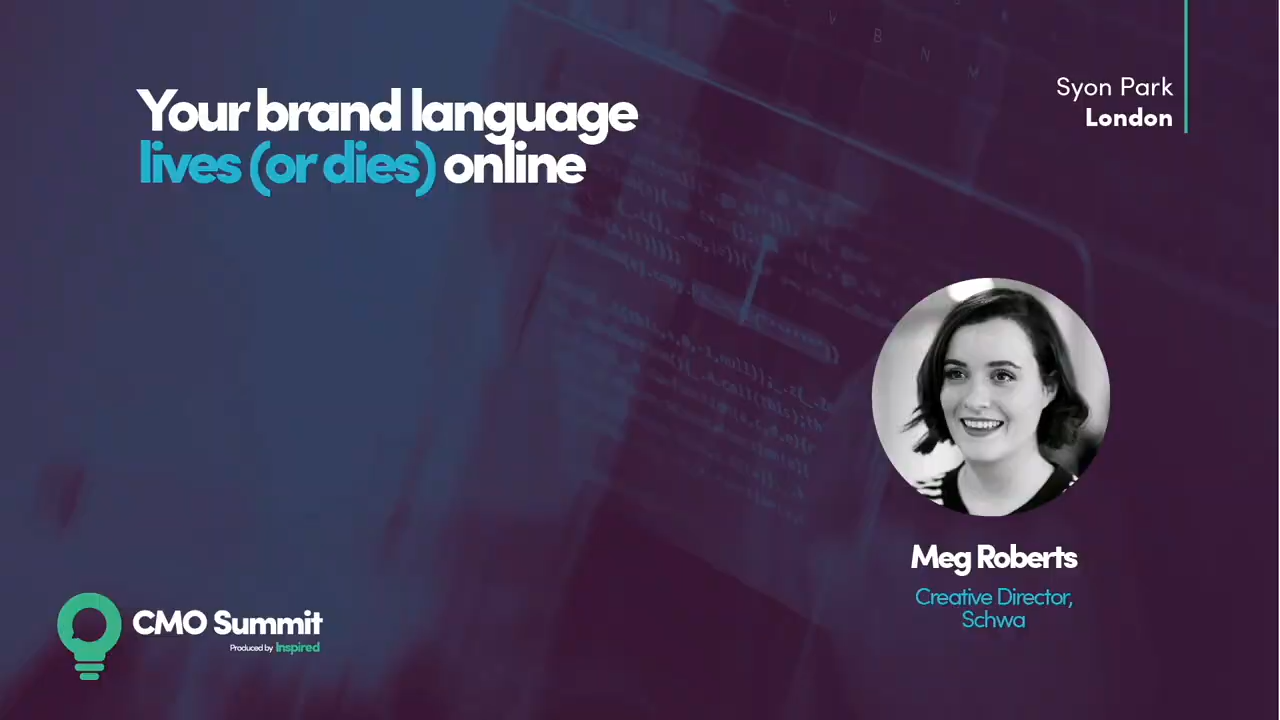 Your brand language
lives (or dies) online
Syon Park
London
Meg Roberts
Creative Director,
Schwa
CMO Summit
Produced by Inspired